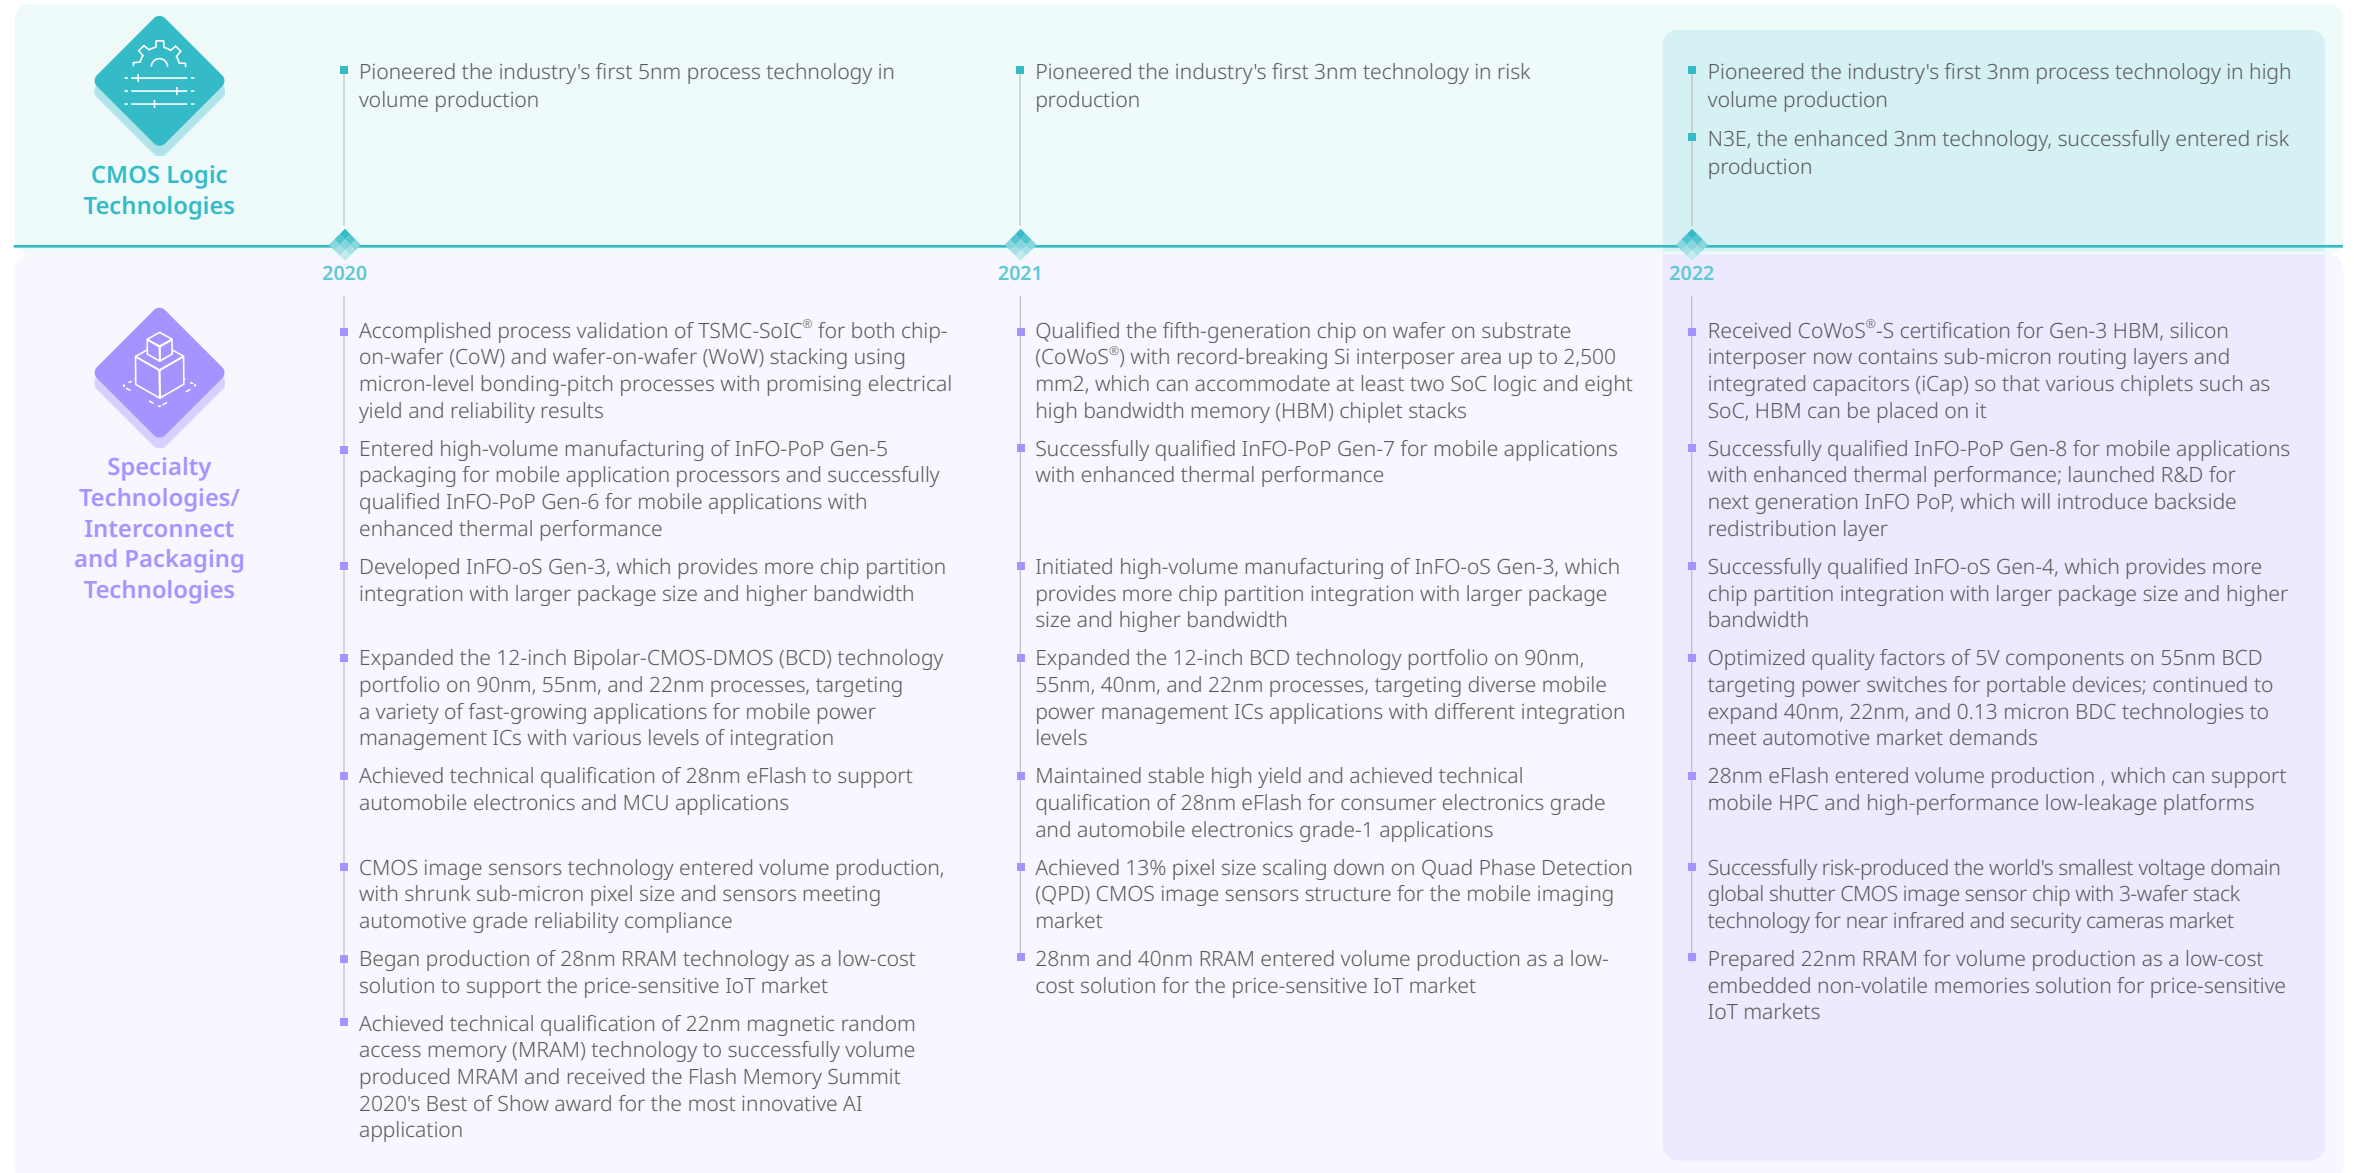 CMOS Logic
Technologies
Pioneered the industry's first 5nm process technology in
volume production
Pioneered the industry's first 3nm technology in risk
production
Pioneered the industry's first 3nm process technology in high
volume production
N3E, the enhanced 3nm technology, successfully entered risk
production
2020
2021
2022
Specialty
Technologies/
Interconnect
and Packaging
Technologies
Accomplished process validation of TSMC-SoIC® for both chip-
on-wafer (CoW) and wafer-on-wafer (WoW) stacking using
micron-level bonding-pitch processes with promising electrical
yield and reliability results
Entered high-volume manufacturing of InFO-PoP Gen-5
packaging for mobile application processors and successfully
qualified InFO-PoP Gen-6 for mobile applications with
enhanced thermal performance
Developed InFO-oS Gen-3, which provides more chip partition
integration with larger package size and higher bandwidth
Expanded the 12-inch Bipolar-CMOS-DMOS (BCD) technology
portfolio on 90nm, 55nm, and 22nm processes, targeting
a variety of fast-growing applications for mobile power
management ICs with various levels of integration
Achieved technical qualification of 28nm eFlash to support
automobile electronics and MCU applications
CMOS image sensors technology entered volume production,
with shrunk sub-micron pixel size and sensors meeting
automotive grade reliability compliance
Began production of 28nm RRAM technology as a low-cost
solution to support the price-sensitive IoT market
Achieved technical qualification of 22nm magnetic random
access memory (MRAM) technology to successfully volume
produced MRAM and received the Flash Memory Summit
2020's Best of Show award for the most innovative AI
application
Qualified the fifth-generation chip on wafer on substrate
(CoWoS®) with record-breaking Si interposer area up to 2,500
mm2, which can accommodate at least two SoC logic and eight
high bandwidth memory (HBM) chiplet stacks
Successfully qualified InFO-PoP Gen-7 for mobile applications
with enhanced thermal performance
Initiated high-volume manufacturing of InFO-oS Gen-3, which
provides more chip partition integration with larger package
size and higher bandwidth
Expanded the 12-inch BCD technology portfolio on 90nm,
55nm, 40nm, and 22nm processes, targeting diverse mobile
power management ICs applications with different integration
levels
Maintained stable high yield and achieved technical
qualification of 28nm eFlash for consumer electronics grade
and automobile electronics grade-1 applications
Achieved 13% pixel size scaling down on Quad Phase Detection
(QPD) CMOS image sensors structure for the mobile imaging
market
28nm and 40nm RRAM entered volume production as a low-
cost solution for the price-sensitive IoT market
Received CoWoS®-S certification for Gen-3 HBM, silicon
interposer now contains sub-micron routing layers and
integrated capacitors (iCap) so that various chiplets such as
SoC, HBM can be placed on it
Successfully qualified InFO-PoP Gen-8 for mobile applications
with enhanced thermal performance; launched R&D for
next generation InFO PoP, which will introduce backside
redistribution layer
Successfully qualified InFO-oS Gen-4, which provides more
chip partition integration with larger package size and higher
bandwidth
Optimized quality factors of 5V components on 55nm BCD
targeting power switches for portable devices; continued to
expand 40nm, 22nm, and 0.13 micron BDC technologies to
meet automotive market demands
28nm eFlash entered volume production , which can support
mobile HPC and high-performance low-leakage platforms
Successfully risk-produced the world's smallest voltage domain
global shutter CMOS image sensor chip with 3-wafer stack
technology for near infrared and security cameras market
Prepared 22nm RRAM for volume production as a low-cost
embedded non-volatile memories solution for price-sensitive
IoT markets